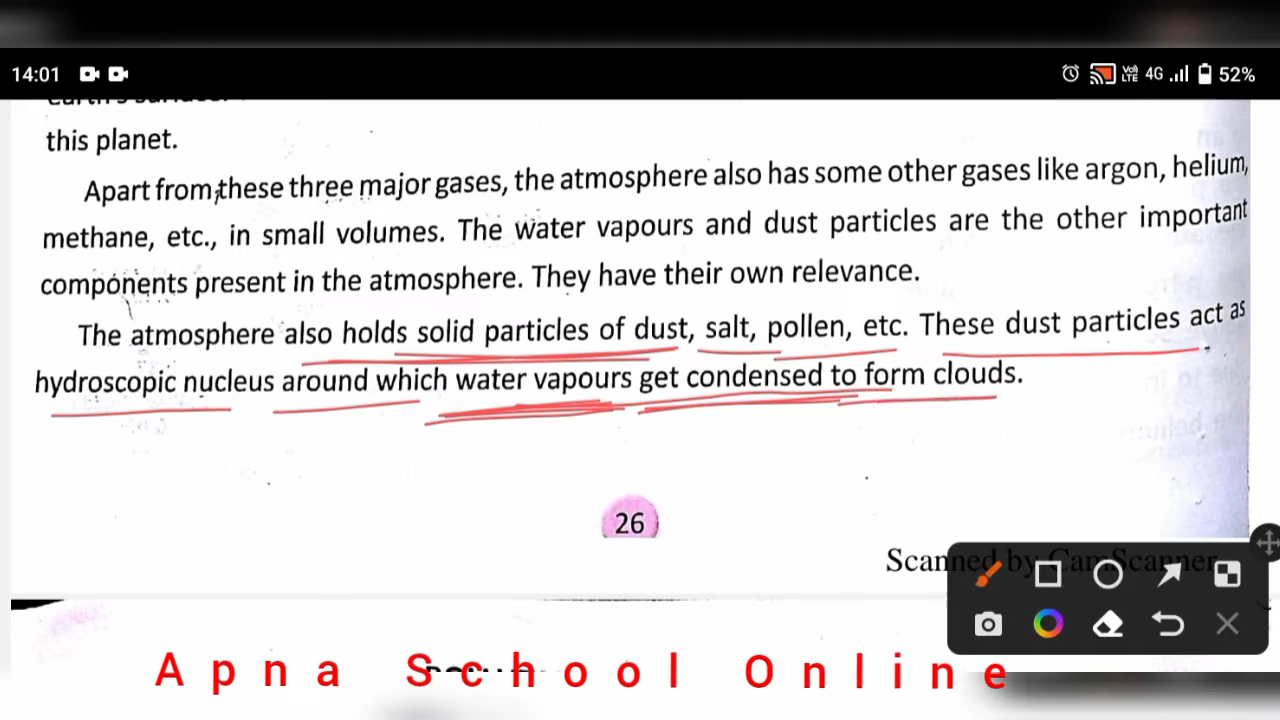 14:01 4G 52%
this planet.
Apart from these three major gases, the atmosphere also has some other gases like argon, helium,
methane, etc., in small volumes. The water vapours and dust particles are the other important
components present in the atmosphere. They have their own relevance.
The atmosphere also holds solid particles of dust, salt, pollen, etc. These dust particles act as
hydroscopic nucleus around which water vapours get condensed to form clouds.
26
Scanned by CamScanner
Apna School Online